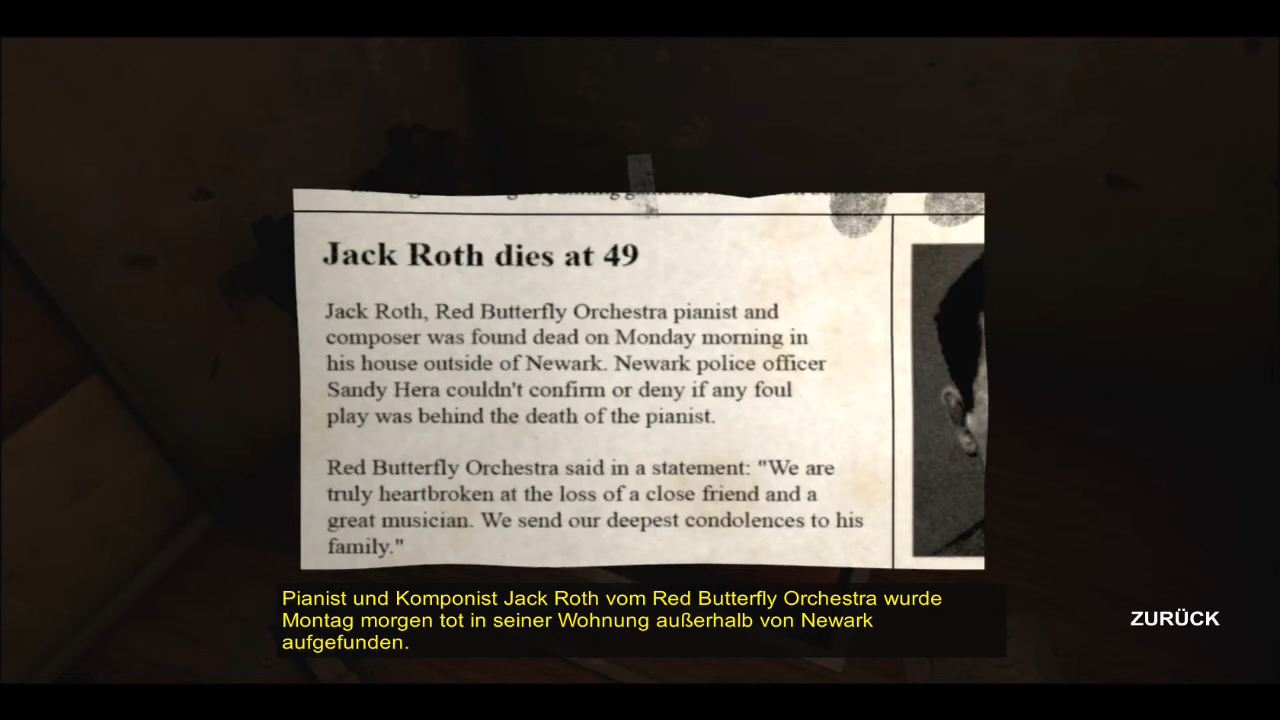 Jack Roth dies at 49
Jack Roth, Red Butterfly Orchestra pianist and
composer was found dead on Monday morning in
his house outside of Newark. Newark police officer
Sandy Hera couldn't confirm or deny if any foul
play was behind the death of the pianist.
Red Butterfly Orchestra said in a statement: "We are
truly heartbroken at the loss of a close friend and a
great musician. We send our deepest condolences to his
family."
Pianist und Komponist Jack Roth vom Red Butterfly Orchestra wurde
Montag morgen tot in seiner Wohnung außerhalb von Newark
aufgefunden.
ZURÜCK